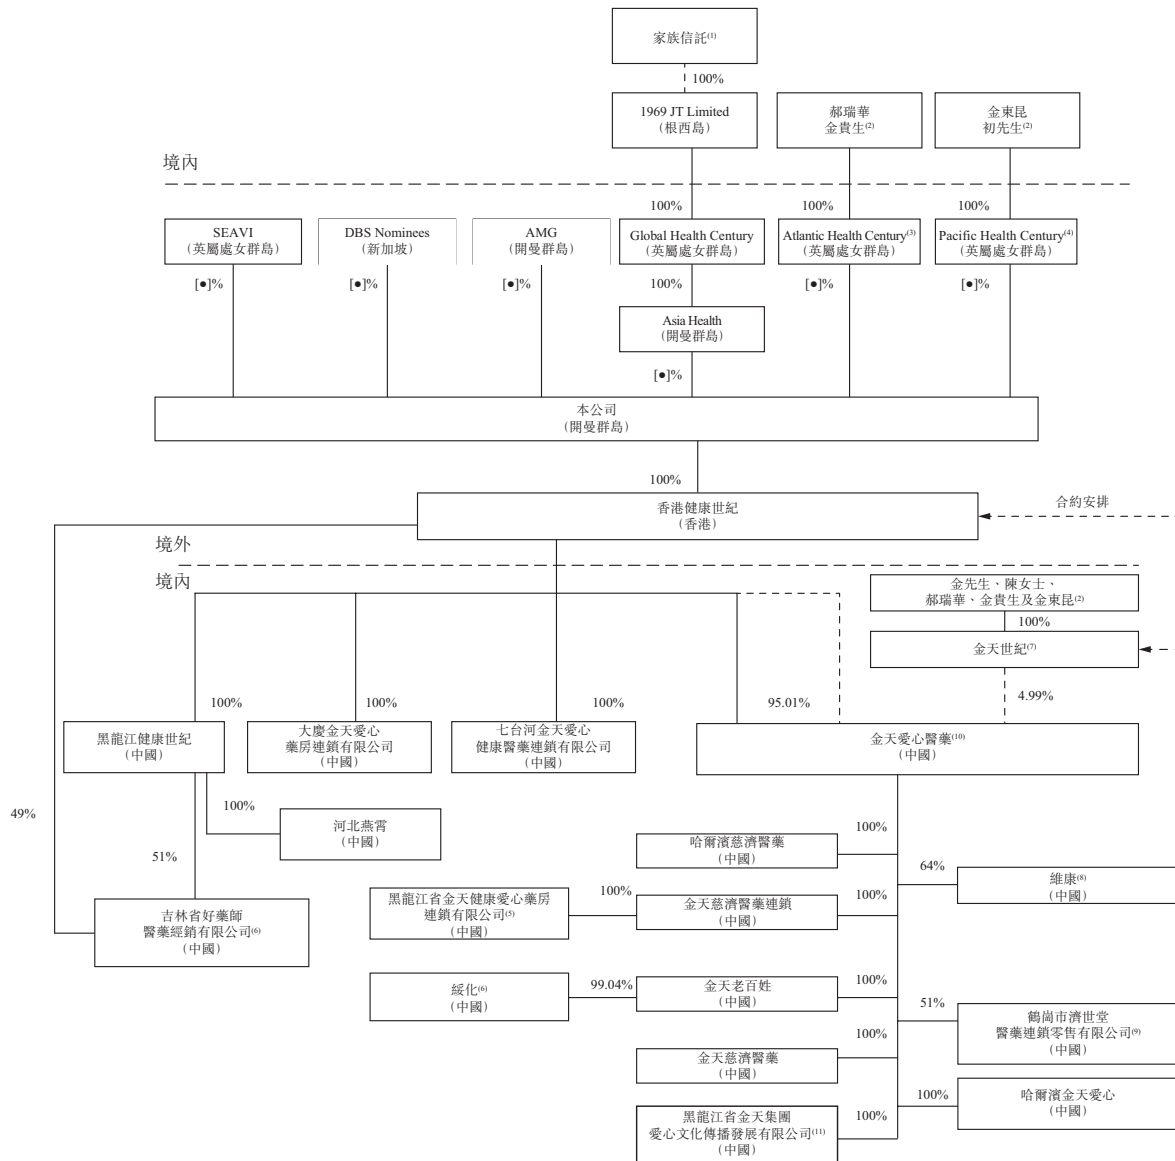 家族信託(1)
100%
1969 JT Limited
(根西島)
郝瑞華
金貴生(2)
金東昆
初先生(2)
境內
100%
100%
100%
SEAVI
(英屬處女群島)
DBS Nominees
(新加坡)
AMG
(開曼群島)
Global Health Century
(英屬處女群島)
Atlantic Health Century(3)
(英屬處女群島)
Pacific Health Century(4)
(英屬處女群島)
[●]%
[●]%
[●]%
100%
[●]%
[●]%
Asia Health
(開曼群島)
[●]%
本公司
(開曼群島)
100%
香港健康世紀
(香港)
合約安排
境外
境內
金先生、陳女士、
郝瑞華、金貴生及金東昆(2)
100%
金天世紀(7)
100%
100%
100%
95.01%
4.99%
黑龍江健康世紀
(中國)
大慶金天愛心
藥房連鎖有限公司
(中國)
七台河金天愛心
健康醫藥連鎖有限公司
(中國)
金天愛心醫藥(10)
(中國)
49%
100%
河北燕霄
(中國)
51%
吉林省好藥師
醫藥經銷有限公司(6)
(中國)
100%
哈爾濱慈濟醫藥
(中國)
64%
維康(8)
(中國)
黑龍江省金天健康愛心藥房
連鎖有限公司(5)
(中國)
100%
金天慈濟醫藥連鎖
(中國)
100%
綏化(6)
(中國)
99.04%
金天老百姓
(中國)
100%
51%
鶴崗市濟世堂
醫藥連鎖零售有限公司(9)
(中國)
100%
金天慈濟醫藥
(中國)
100%
哈爾濱金天愛心
(中國)
黑龍江省金天集團
愛心文化傳播發展有限公司(11)
(中國)
100%